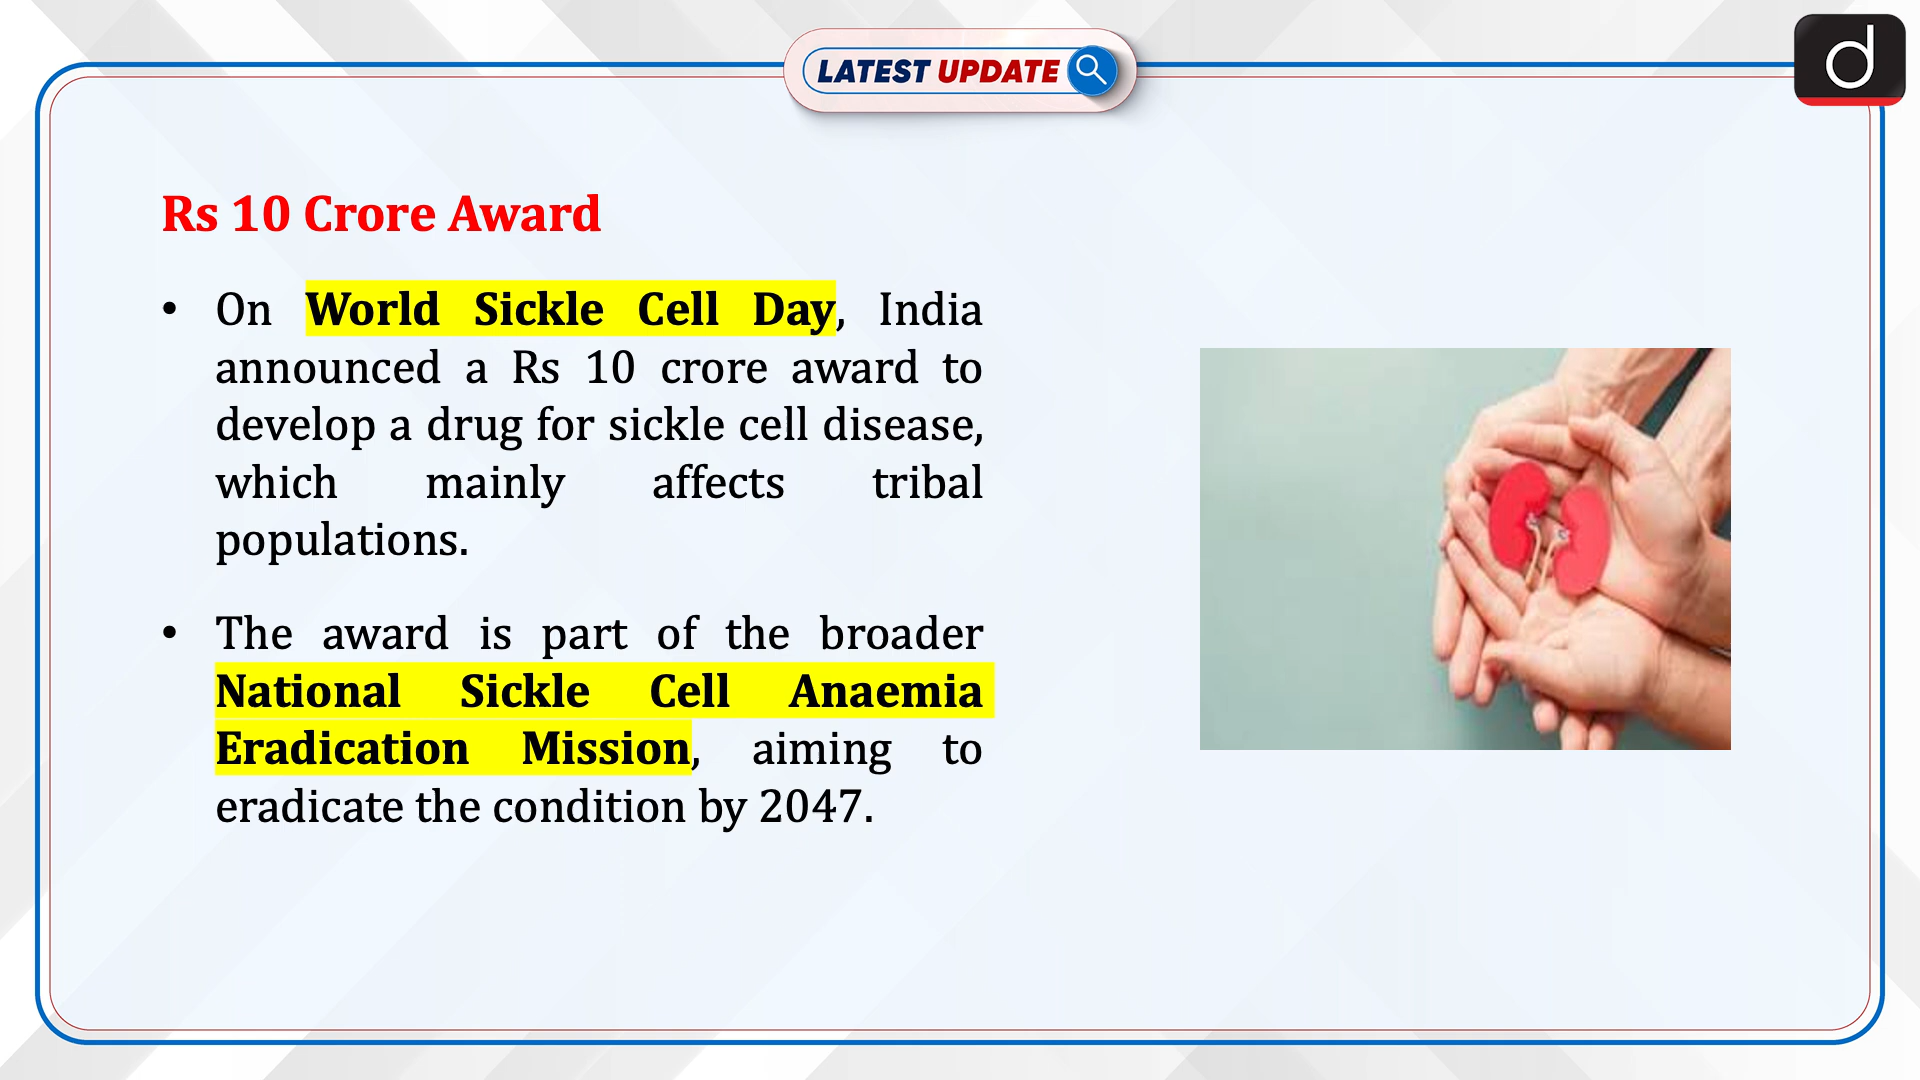 LATEST UPDATE
d
Rs 10 Crore Award
• On World Sickle Cell Day, India
announced a Rs 10 crore award to
develop a drug for sickle cell disease,
which mainly affects tribal
populations.
• The award is part of the broader
National Sickle Cell Anaemia
Eradication Mission, aiming to
eradicate the condition by 2047.